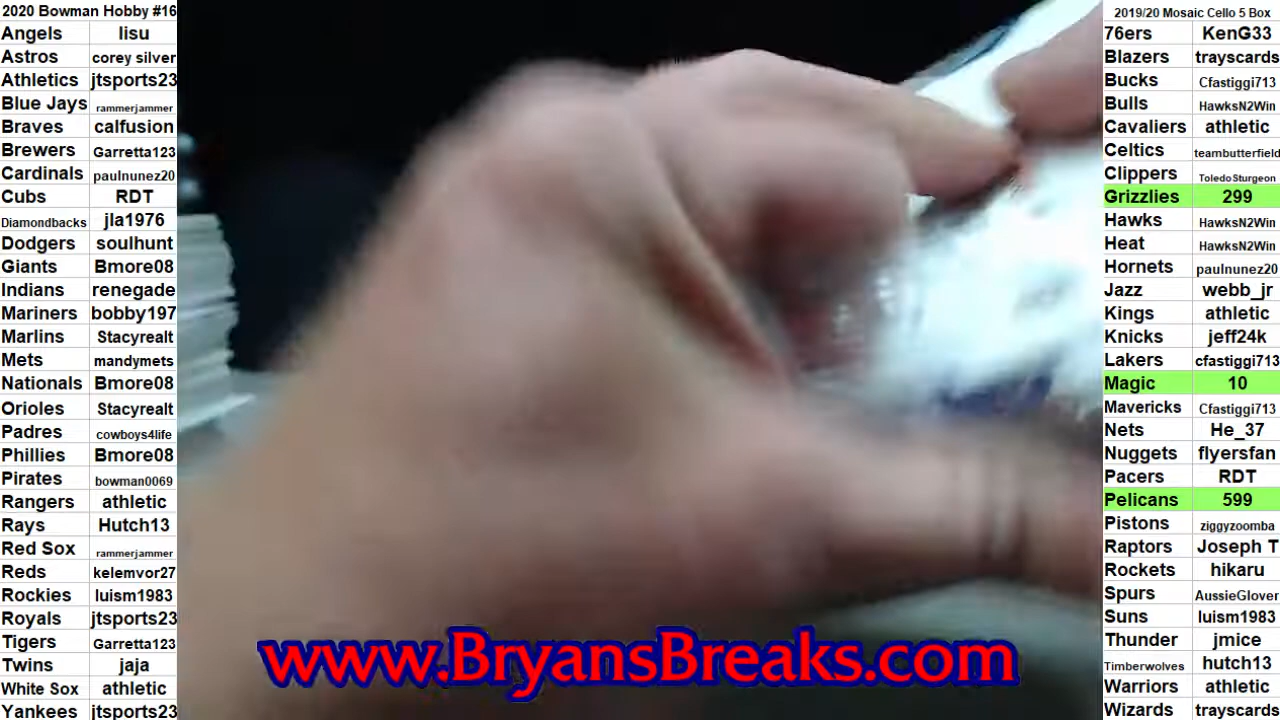 2020 Bowman Hobby #16
Angels lisu
Astros corey silver
Athletics jtsports23
Blue Jays rammerjammer
Braves calfusion
Brewers Garretta123
Cardinals paulnunez20
Cubs RDT
Diamondbacks jla1976
Dodgers soulhunt
Giants Bmore08
Indians renegade
Mariners bobby197
Marlins Stacyrealt
Mets mandymets
Nationals Bmore08
Orioles Stacyrealt
Padres cowboys4life
Phillies Bmore08
Pirates bowman0069
Rangers athletic
Rays Hutch13
Red Sox rammerjammer
Reds kelemvor27
Rockies luism1983
Royals jtsports23
Tigers Garretta123
Twins jaja
White Sox athletic
Yankees jtsports23
www.BryansBreaks.com
2019/20 Mosaic Cello 5 Box
76ers KenG33
Blazers trayscards
Bucks Cfastiggi713
Bulls HawksN2Win
Cavaliers athletic
Celtics teambutterfield
Clippers ToledoSturgeon
Grizzlies 299
Hawks HawksN2Win
Heat HawksN2Win
Hornets paulnunez20
Jazz webb_jr
Kings athletic
Knicks jeff24k
Lakers cfastiggi713
Magic 10
Mavericks Cfastiggi713
Nets He_37
Nuggets flyersfan
Pacers RDT
Pelicans 599
Pistons ziggyzoomba
Raptors Joseph T
Rockets hikaru
Spurs AussieGlover
Suns luism1983
Thunder jmice
Timberwolves hutch13
Warriors athletic
Wizards trayscards